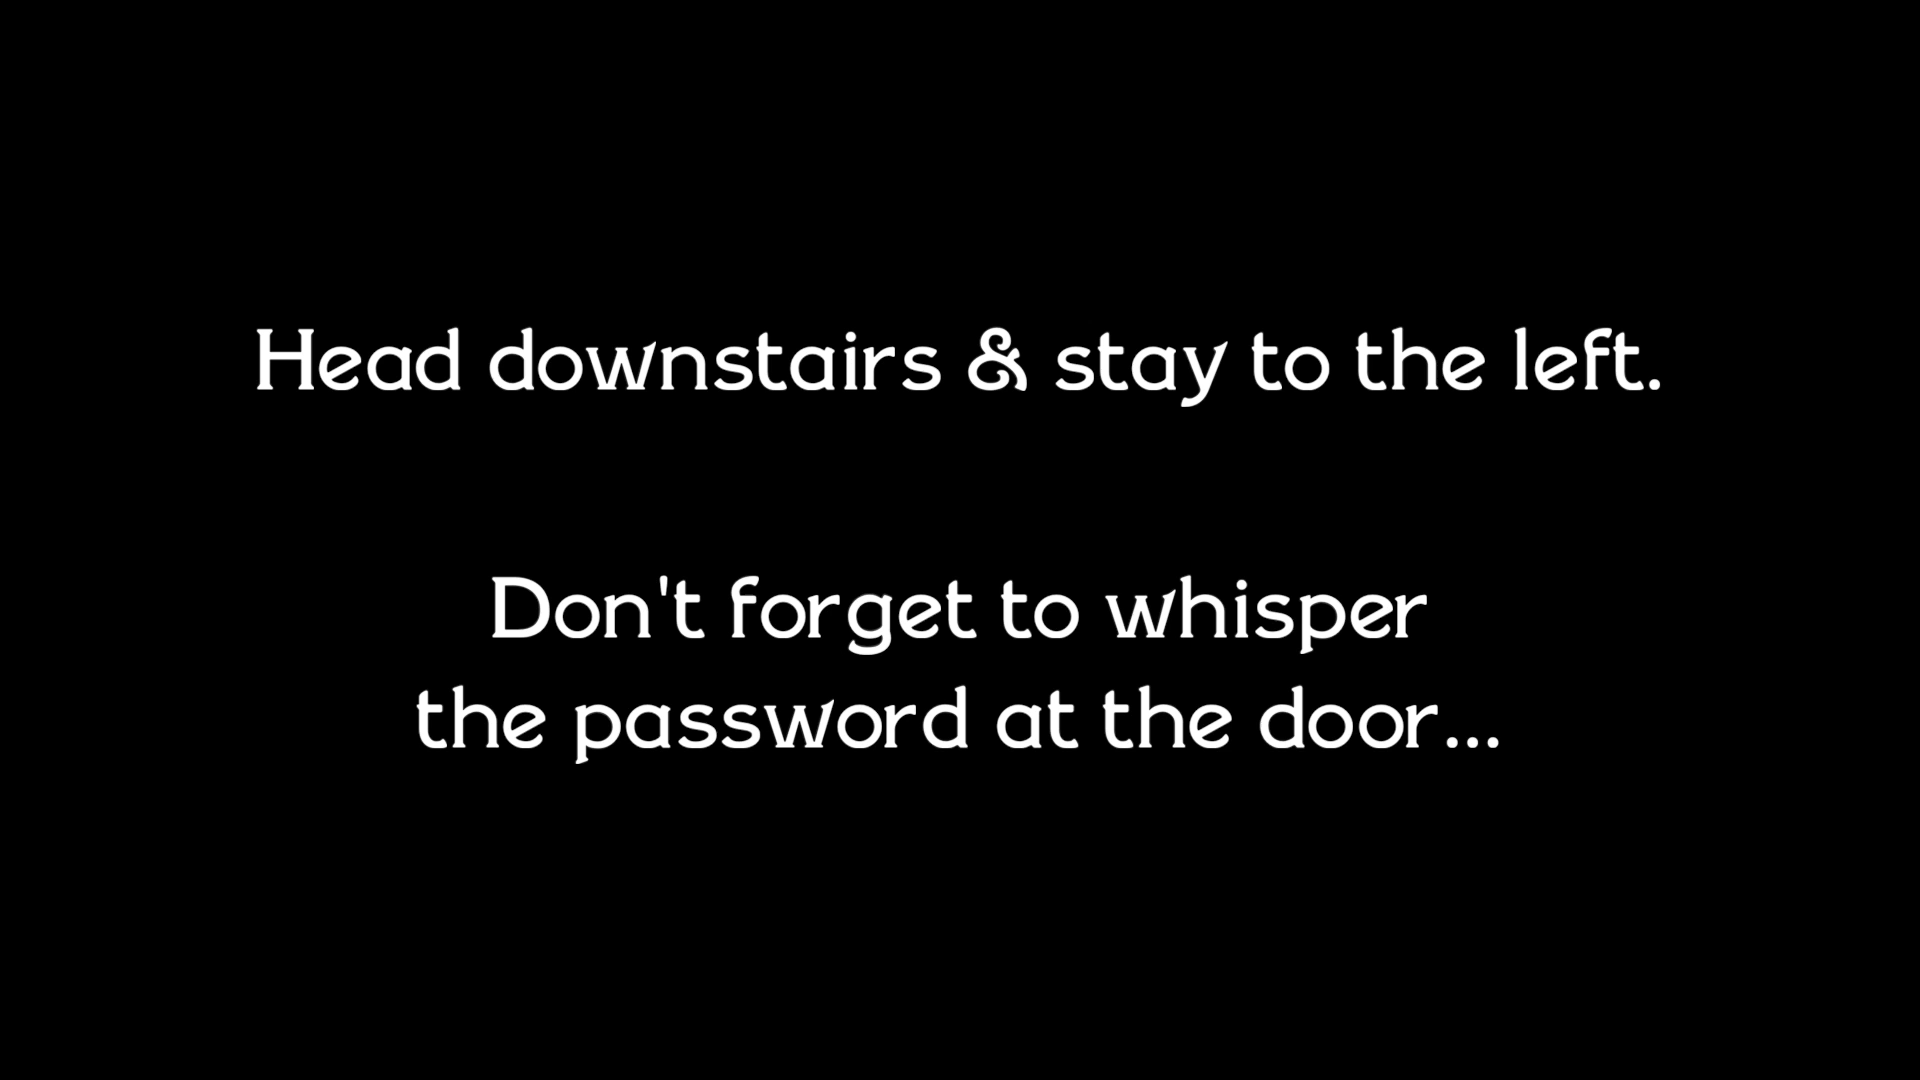 Head downstairs & stay to the left.
Don't forget to whisper
the password at the door...